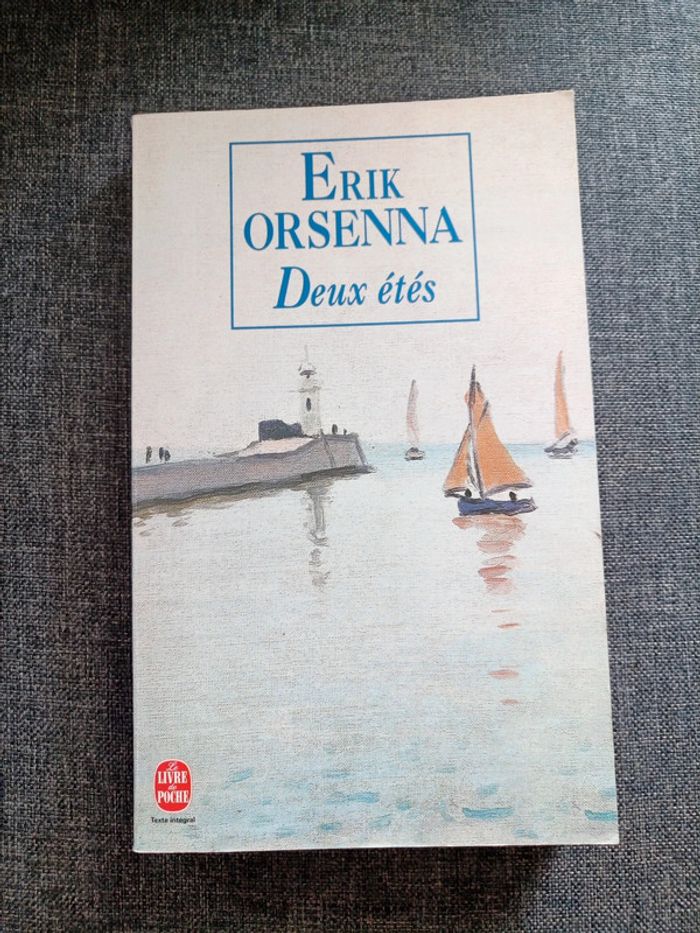 ERIK
ORSENNA
Deux étés
Le
LIVRE
de
POCHE
Texte intégral